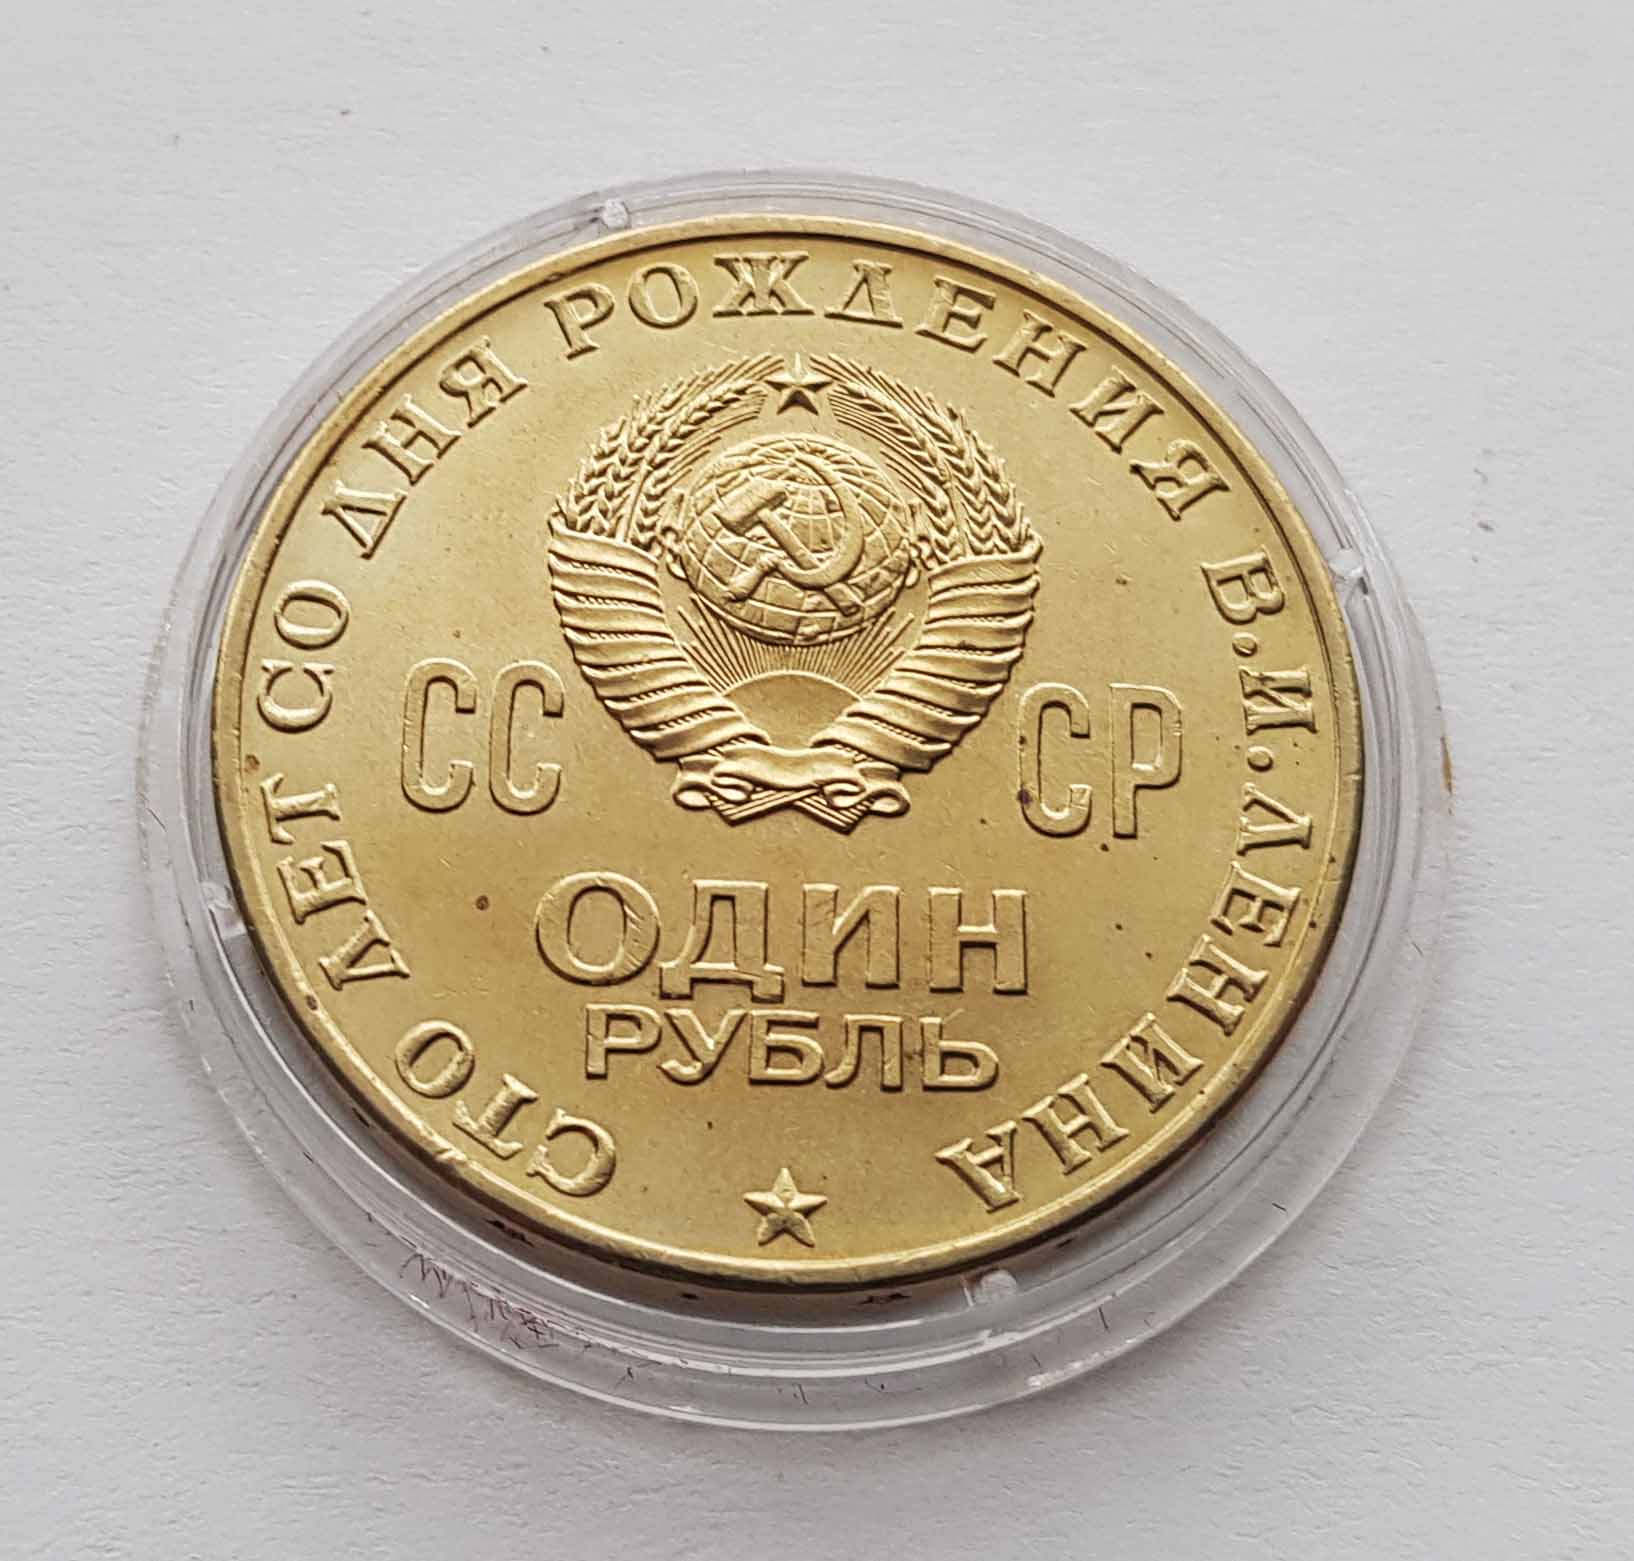 СТО ЛЕТ СО ДНЯ РОЖДЕНИЯ В.И.ЛЕНИНА
СС СР
ОДИН
РУБЛЬ